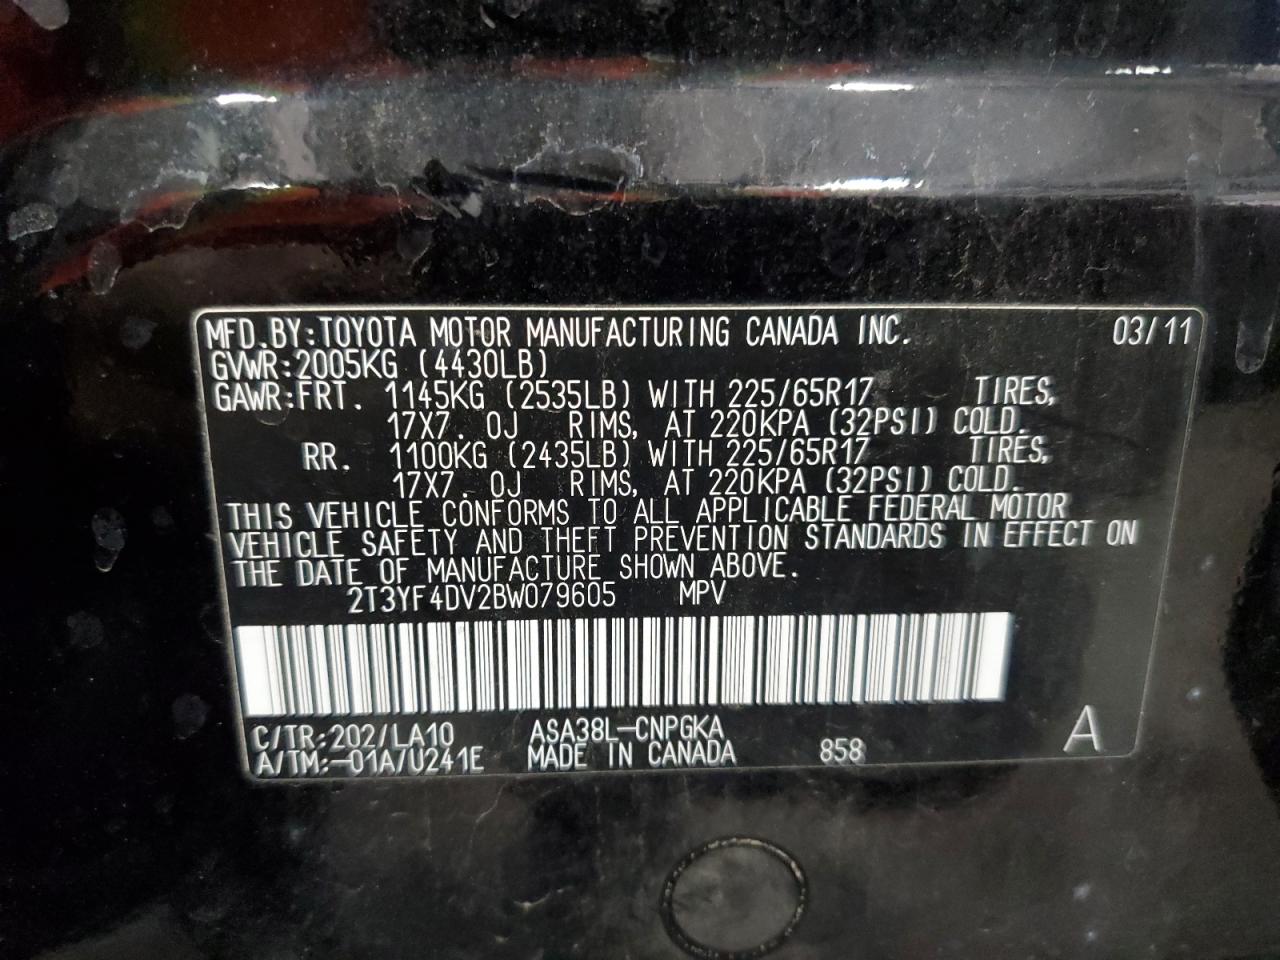 MFD.BY:TOYOTA MOTOR MANUFACTURING CANADA INC. 03/11
GVWR:2005KG (4430LB)
GAWR:FRT. 1145KG (2535LB) WITH 225/65R17 TIRES,
17X7. 0J RIMS, AT 220KPA (32PSI) COLD.
RR. 1100KG (2435LB) WITH 225/65R17 TIRES,
17X7. 0J RIMS, AT 220KPA (32PSI) COLD.
THIS VEHICLE CONFORMS TO ALL APPLICABLE FEDERAL MOTOR
VEHICLE SAFETY AND THEFT PREVENTION STANDARDS IN EFFECT ON
THE DATE OF MANUFACTURE SHOWN ABOVE.
2T3YF4DV2BW079605 MPV
C/TR:202/LA10 ASA38L-CNPGKA
A/TM:-01A/U241E MADE IN CANADA 858 A